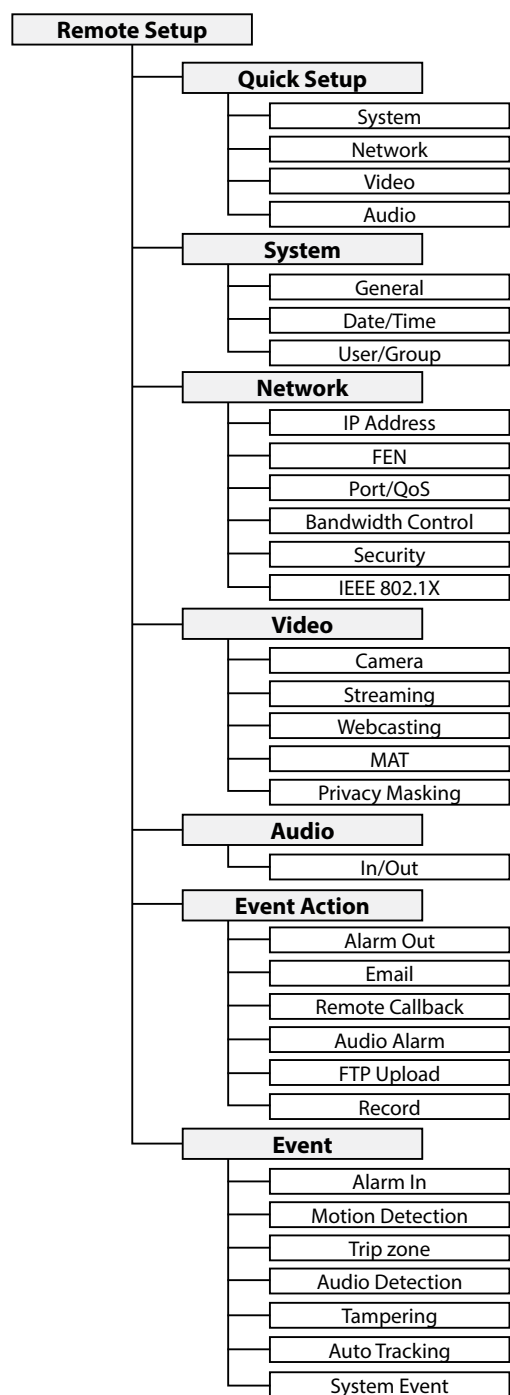 Remote Setup
Quick Setup
System
Network
Video
Audio
System
General
Date/Time
User/Group
Network
IP Address
FEN
Port/QoS
Bandwidth Control
Security
IEEE 802.1X
Video
Camera
Streaming
Webcasting
MAT
Privacy Masking
Audio
In/Out
Event Action
Alarm Out
Email
Remote Callback
Audio Alarm
FTP Upload
Record
Event
Alarm In
Motion Detection
Trip zone
Audio Detection
Tampering
Auto Tracking
System Event